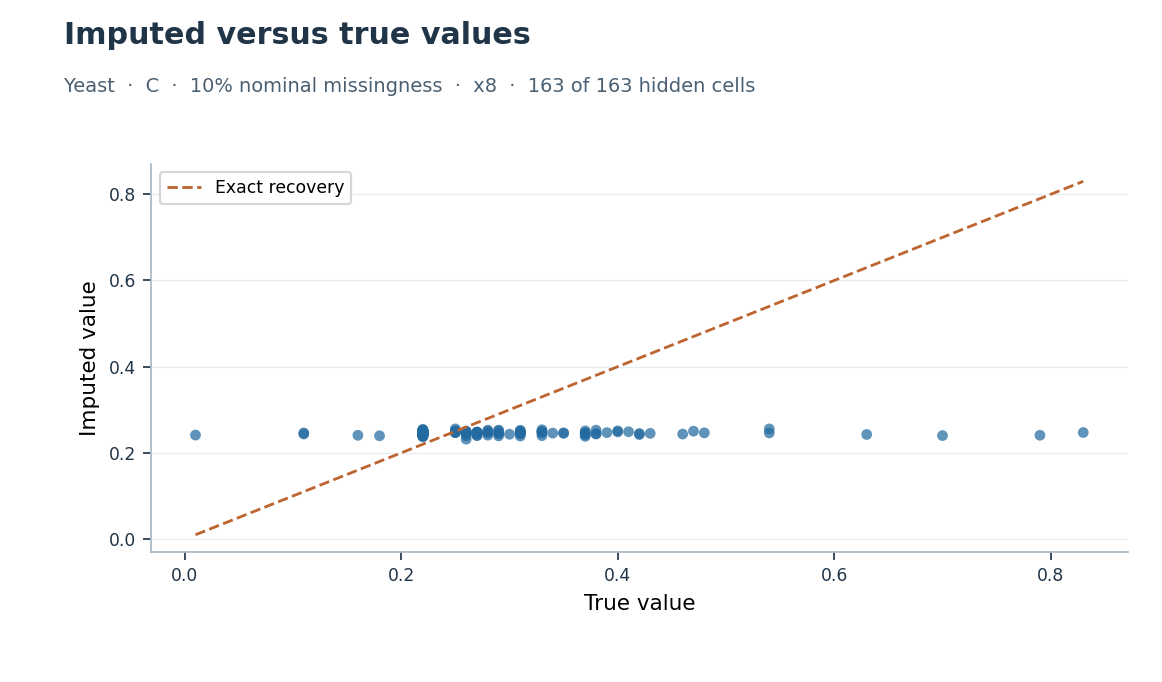 Imputed versus true values
Yeast · C · 10% nominal missingness · x8 · 163 of 163 hidden cells
Exact recovery
0.8
0.6
0.4
0.2
0.0
Imputed value
0.0 0.2 0.4 0.6 0.8
True value